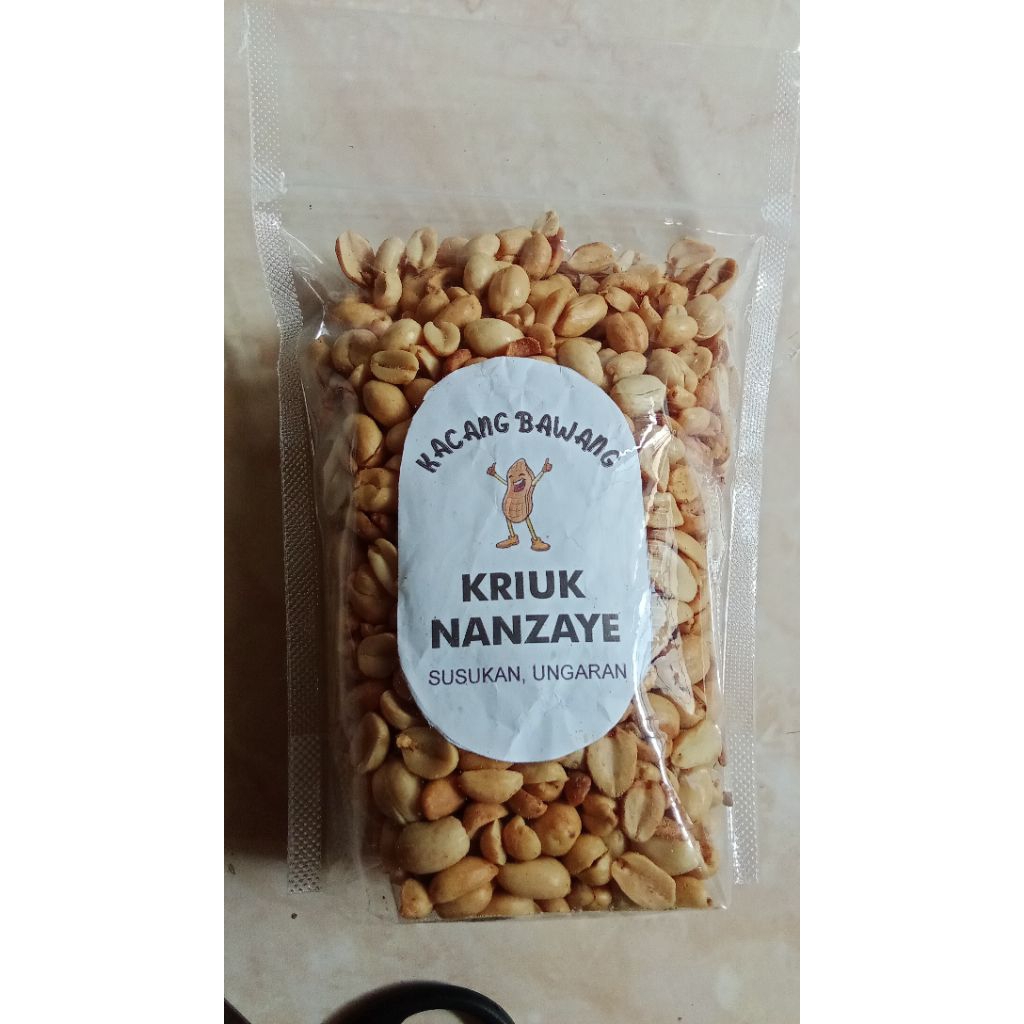 KACANG BAWANG
KRIUK
NANZAYE
SUSUKAN, UNGARAN